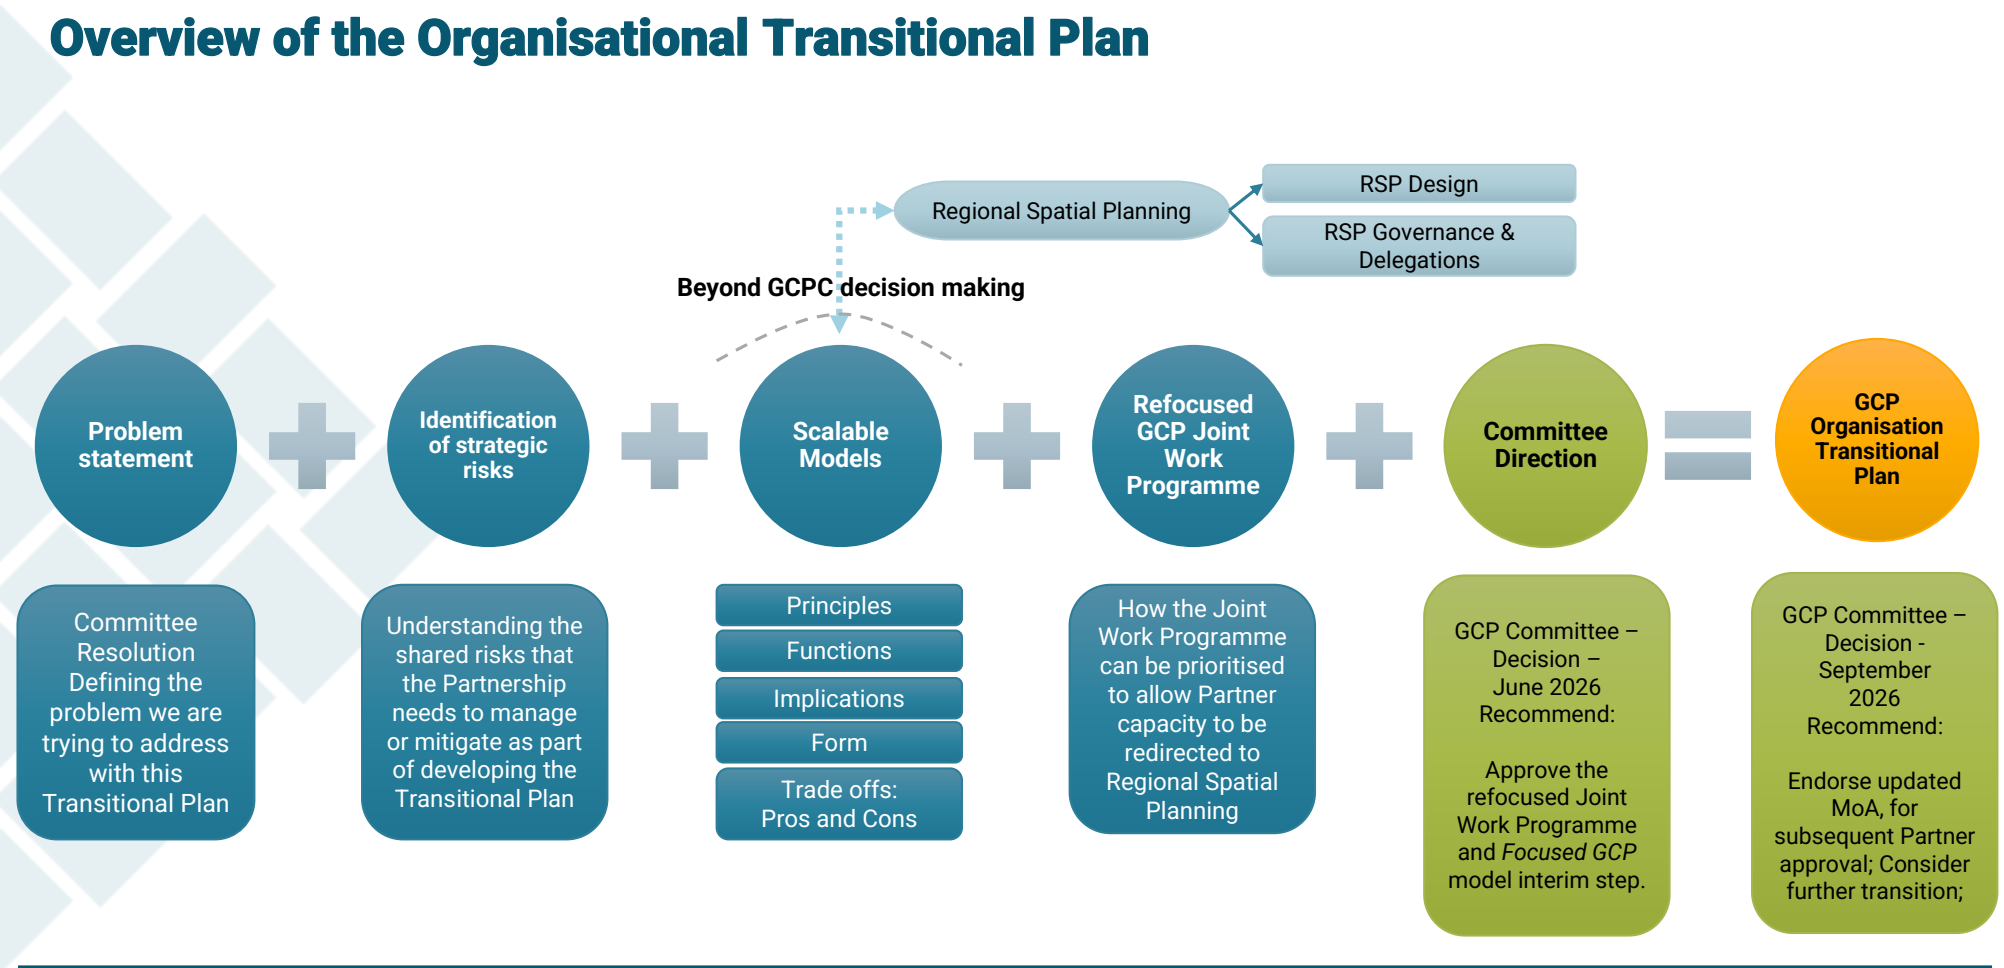 Overview of the Organisational Transitional Plan
Regional Spatial Planning
RSP Design
RSP Governance &
Delegations
Beyond GCPC decision making
Problem
statement
Identification
of strategic
risks
Scalable
Models
Refocused
GCP Joint
Work
Programme
Committee
Direction
GCP
Organisation
Transitional
Plan
Committee
Resolution
Defining the
problem we are
trying to address
with this
Transitional Plan
Understanding the
shared risks that
the Partnership
needs to manage
or mitigate as part
of developing the
Transitional Plan
Principles
Functions
Implications
Form
Trade offs:
Pros and Cons
How the Joint
Work Programme
can be prioritised
to allow Partner
capacity to be
redirected to
Regional Spatial
Planning
GCP Committee –
Decision –
June 2026
Recommend:
Approve the
refocused Joint
Work Programme
and Focused GCP
model interim step.
GCP Committee –
Decision -
September
2026
Recommend:
Endorse updated
MoA, for
subsequent Partner
approval; Consider
further transition;